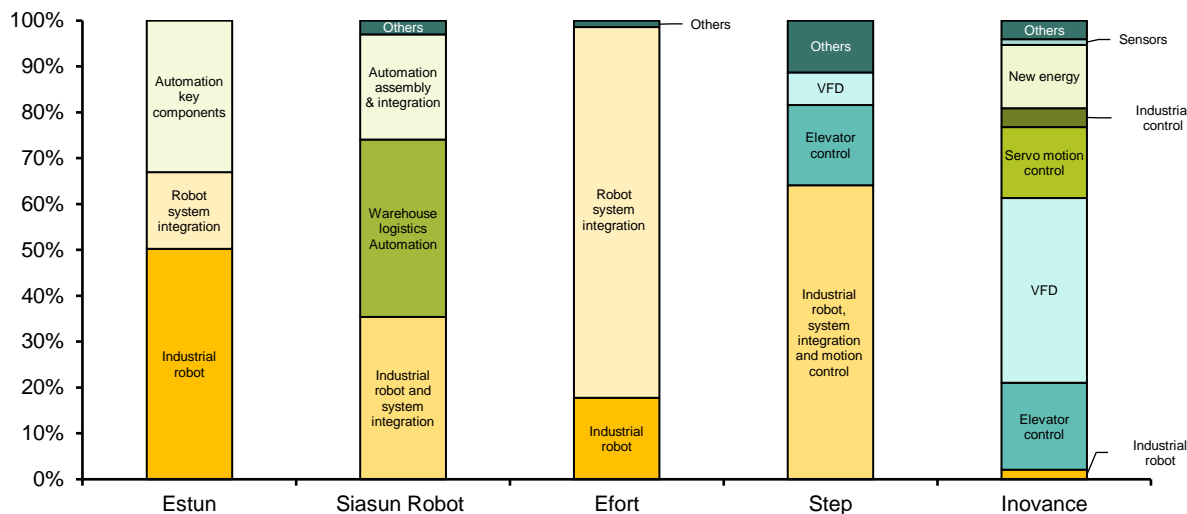 100%
90%
80%
70%
60%
50%
40%
30%
20%
10%
0%
Automation
key
components
Robot
system
integration
Industrial
robot
Others
Automation
assembly
& integration
Warehouse
logistics
Automation
Industrial
robot and
system
integration
Others
Robot
system
integration
Industrial
robot
Others
VFD
Elevator
control
Industrial
robot,
system
integration
and motion
control
Others
Sensors
New energy
Industria
control
Servo motion
control
VFD
Elevator
control
Industrial
robot
Estun
Siasun Robot
Efort
Step
Inovance